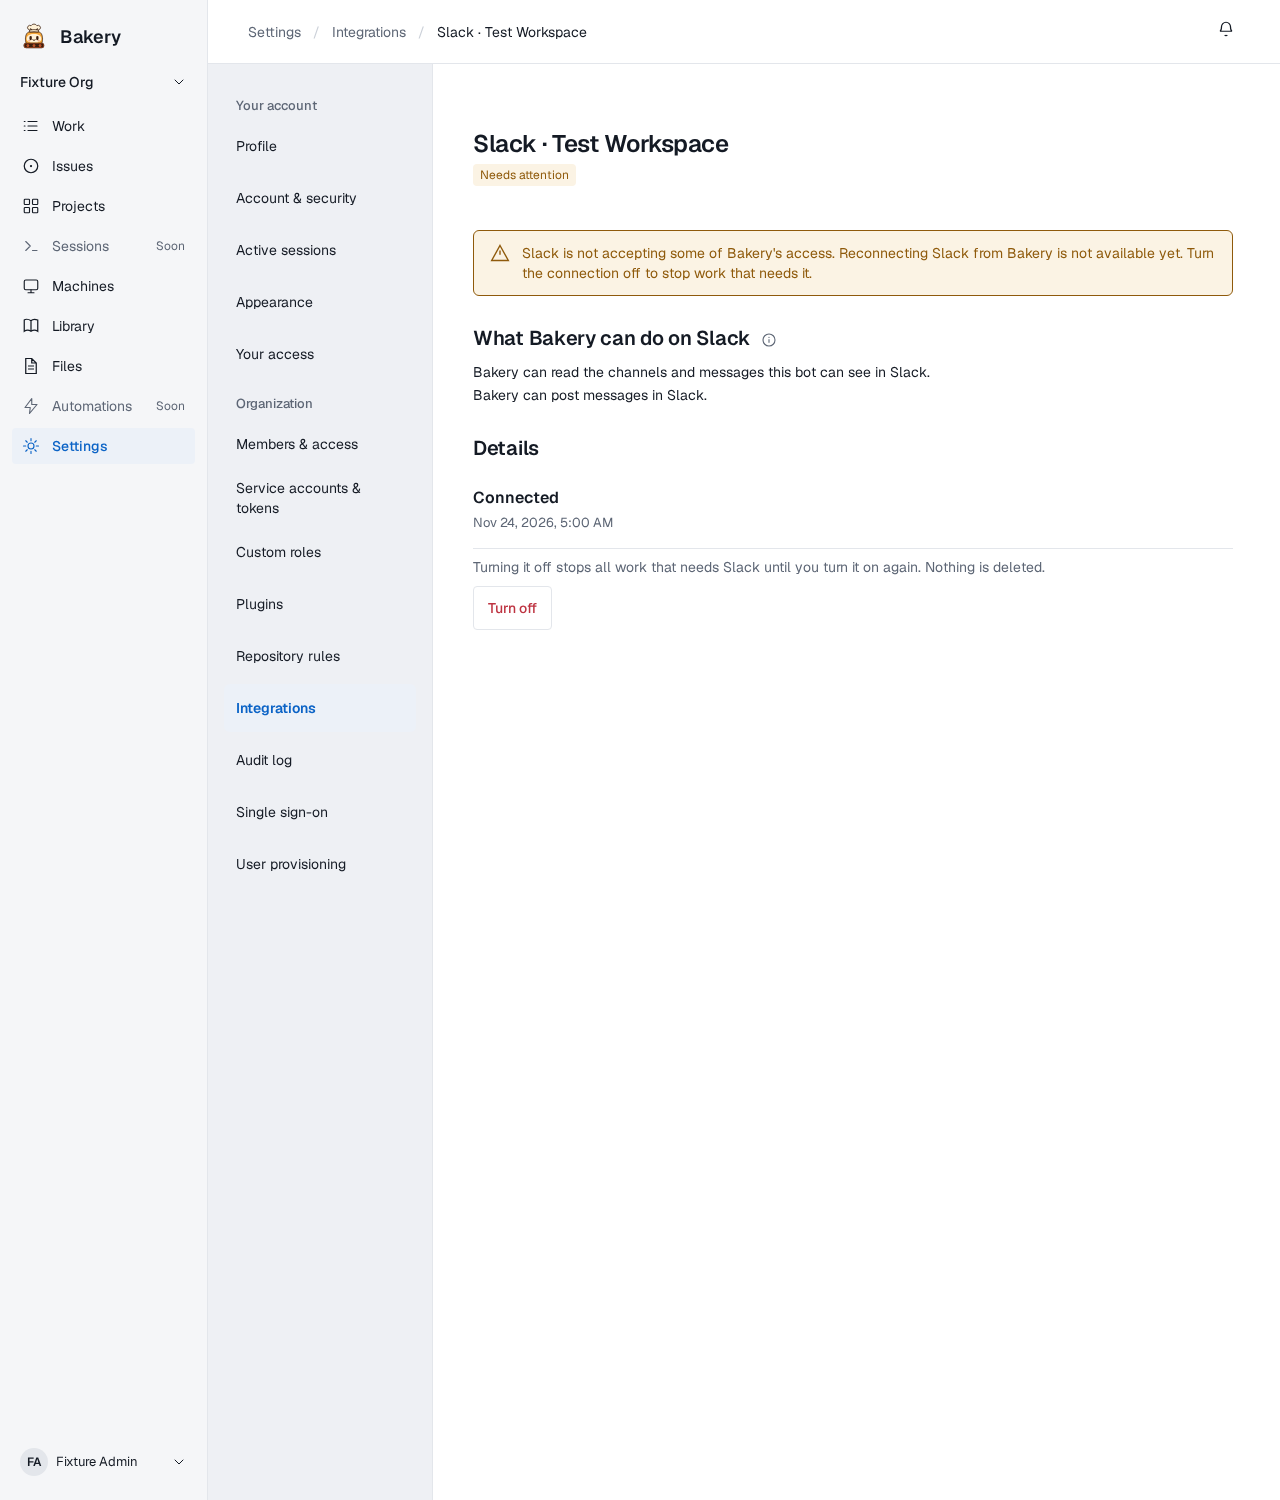 Bakery
Fixture Org
Work
Issues
Projects
Sessions Soon
Machines
Library
Files
Automations Soon
Settings
FA Fixture Admin
Settings / Integrations / Slack · Test Workspace
Your account
Profile
Account & security
Active sessions
Appearance
Your access
Organization
Members & access
Service accounts &
tokens
Custom roles
Plugins
Repository rules
Integrations
Audit log
Single sign-on
User provisioning
Slack · Test Workspace
Needs attention
Slack is not accepting some of Bakery's access. Reconnecting Slack from Bakery is not available yet. Turn
the connection off to stop work that needs it.
What Bakery can do on Slack
Bakery can read the channels and messages this bot can see in Slack.
Bakery can post messages in Slack.
Details
Connected
Nov 24, 2026, 5:00 AM
Turning it off stops all work that needs Slack until you turn it on again. Nothing is deleted.
Turn off